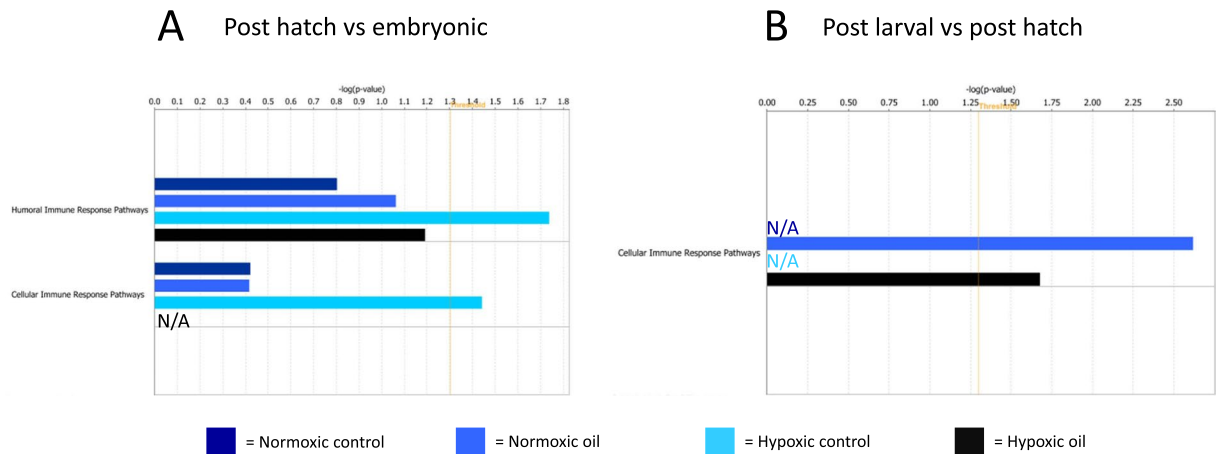 A Post hatch vs embryonic
-log(p-value)
0.0 0.1 0.2 0.3 0.4 0.5 0.6 0.7 0.8 0.9 1.0 1.1 1.2 1.3 1.4 1.5 1.6 1.7 1.8
Threshold
Humoral Immune Response Pathways
Cellular Immune Response Pathways
N/A
B Post larval vs post hatch
-log(p-value)
0.00 0.25 0.50 0.75 1.00 1.25 1.50 1.75 2.00 2.25 2.50
Threshold
N/A
Cellular Immune Response Pathways
N/A
= Normoxic control = Normoxic oil = Hypoxic control = Hypoxic oil